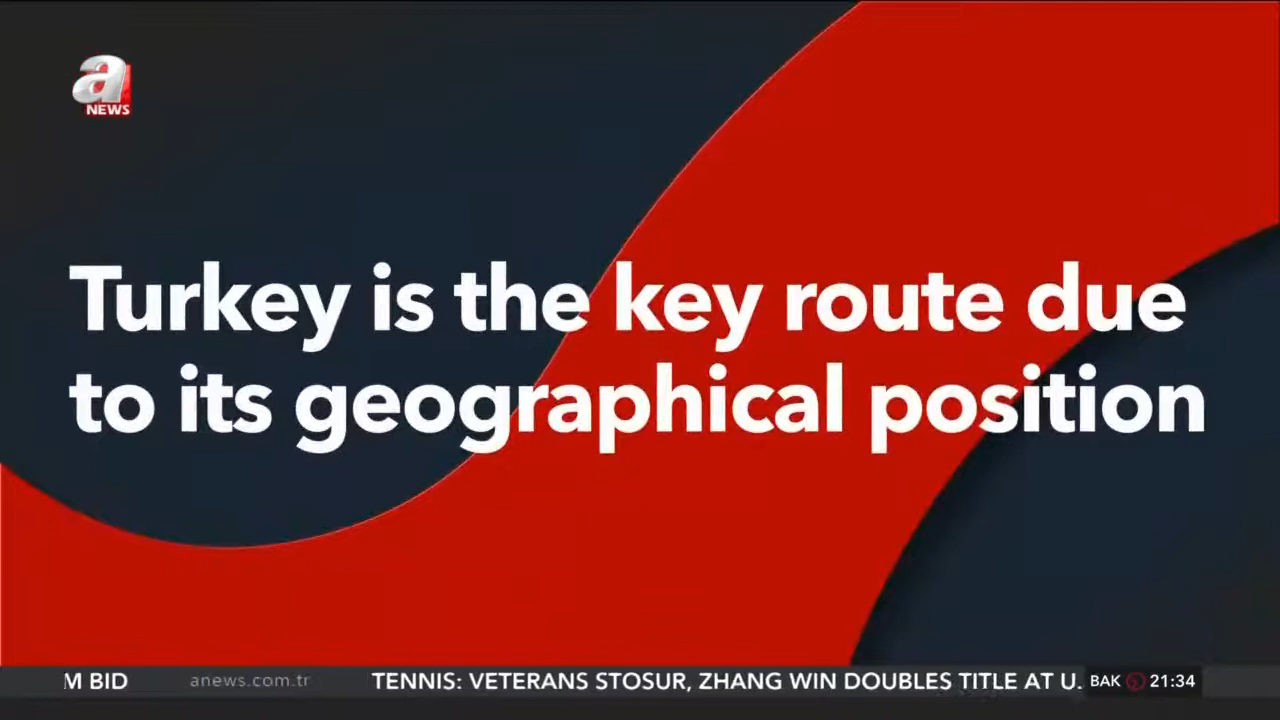 a
NEWS
Turkey is the key route due
to its geographical position
M BID anews.com.tr TENNIS: VETERANS STOSUR, ZHANG WIN DOUBLES TITLE AT U. BAK 21:34